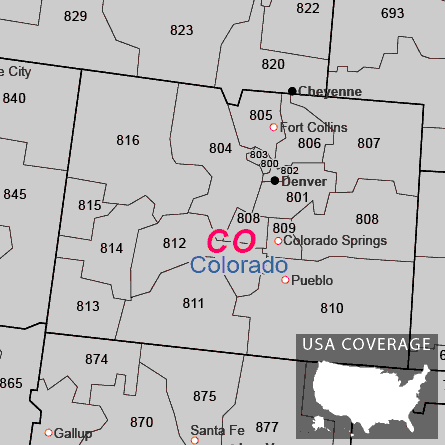 822
693
829
823
820
e City
Cheyenne
840
805
Fort Collins
816
804
806
807
803
800
802
Denver
845
801
815
808
808
809
812
CO
Colorado Springs
814
Colorado
Pueblo
813
811
810
USA COVERAGE
874
865
875
870
Santa Fe
877
Gallup